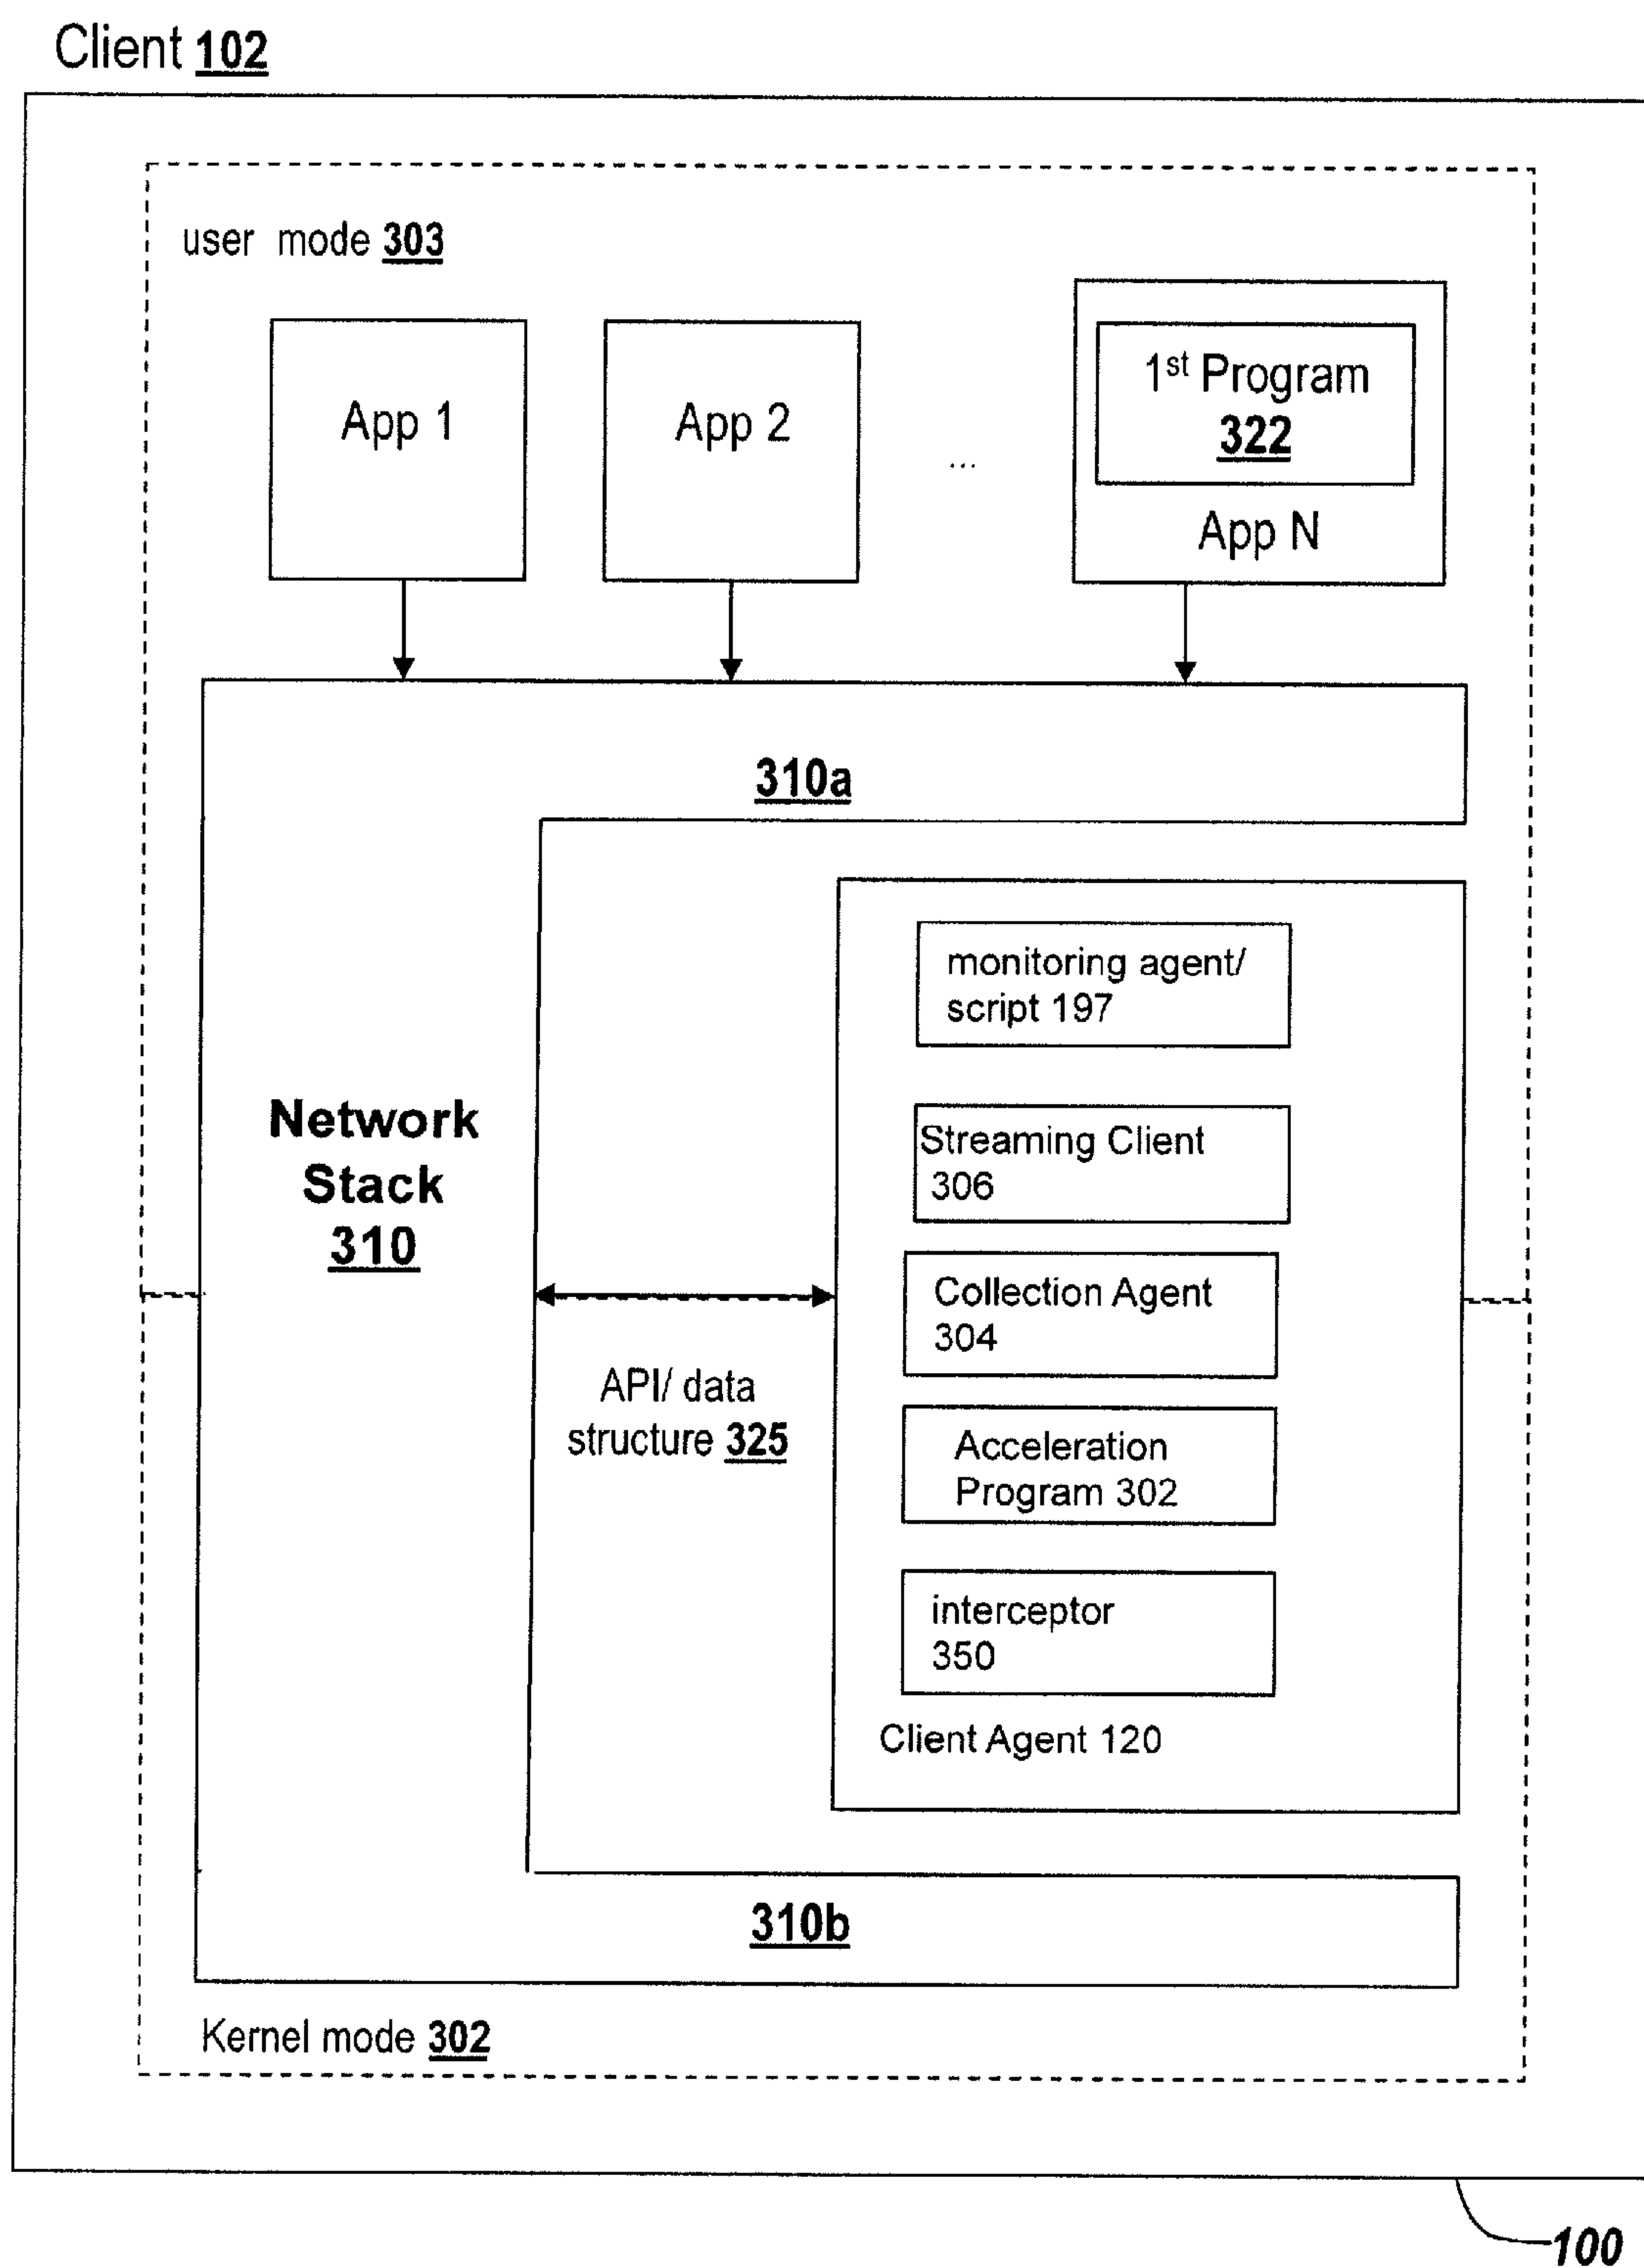 Client 102
user mode 303
App 1
App 2
...
1st Program
322
App N
310a
monitoring agent/
script 197
Streaming Client
306
Network
Stack
310
Collection Agent
304
API/ data
structure 325
Acceleration
Program 302
interceptor
350
Client Agent 120
310b
Kernel mode 302
100